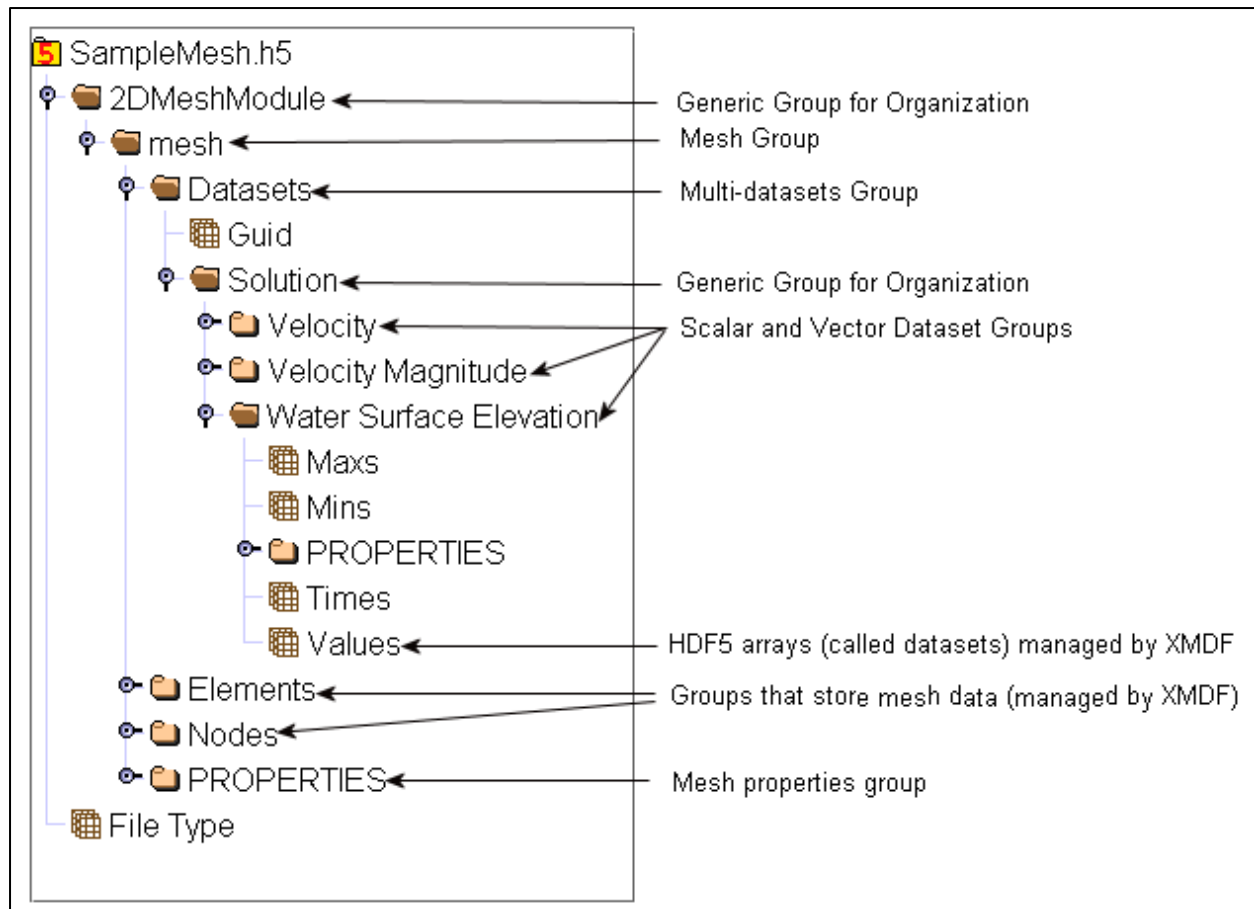 5 SampleMesh.h5
2DMeshModule Generic Group for Organization
mesh Mesh Group
Datasets Multi-datasets Group
Guid
Solution Generic Group for Organization
Velocity Scalar and Vector Dataset Groups
Velocity Magnitude
Water Surface Elevation
Maxs
Mins
PROPERTIES
Times
Values HDF5 arrays (called datasets) managed by XMDF
Elements Groups that store mesh data (managed by XMDF)
Nodes
PROPERTIES Mesh properties group
File Type